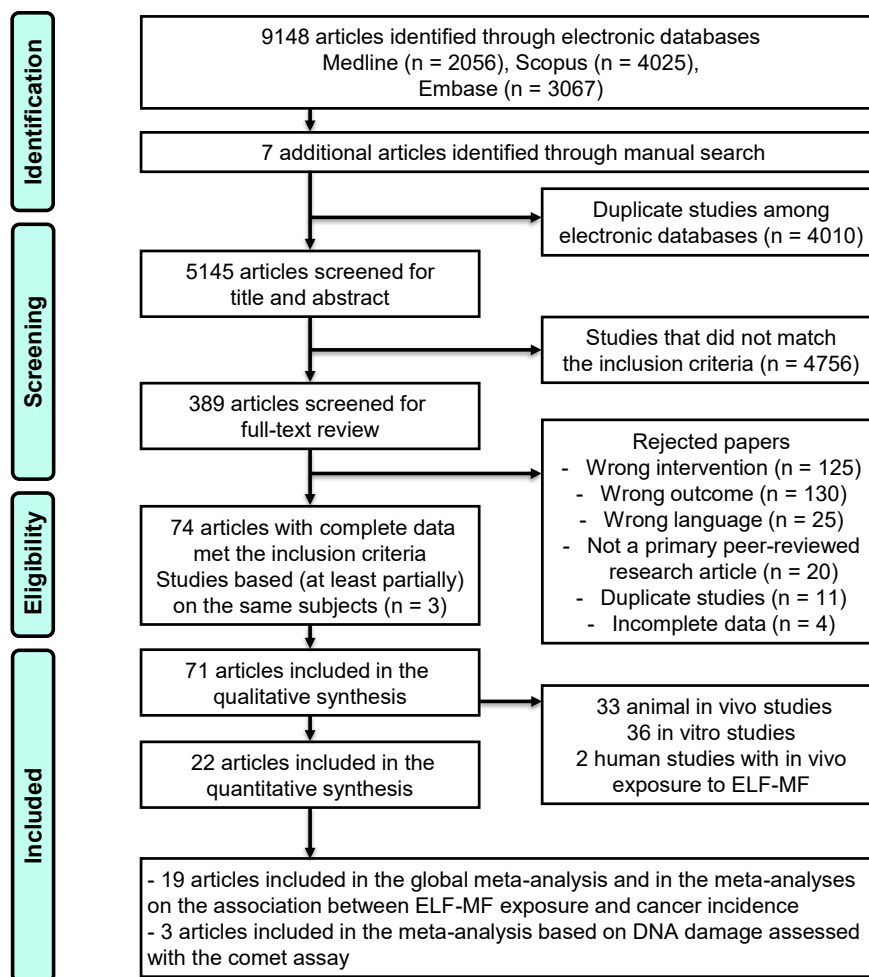 Identification
9148 articles identified through electronic databases
Medline (n = 2056), Scopus (n = 4025),
Embase (n = 3067)
7 additional articles identified through manual search
Duplicate studies among
electronic databases (n = 4010)
Screening
5145 articles screened for
title and abstract
Studies that did not match
the inclusion criteria (n = 4756)
389 articles screened for
full-text review
Rejected papers
- Wrong intervention (n = 125)
- Wrong outcome (n = 130)
- Wrong language (n = 25)
- Not a primary peer-reviewed
research article (n = 20)
- Duplicate studies (n = 11)
- Incomplete data (n = 4)
Eligibility
74 articles with complete data
met the inclusion criteria
Studies based (at least partially)
on the same subjects (n = 3)
Included
71 articles included in the
qualitative synthesis
33 animal in vivo studies
36 in vitro studies
2 human studies with in vivo
exposure to ELF-MF
22 articles included in the
quantitative synthesis
- 19 articles included in the global meta-analysis and in the meta-analyses
on the association between ELF-MF exposure and cancer incidence
- 3 articles included in the meta-analysis based on DNA damage assessed
with the comet assay